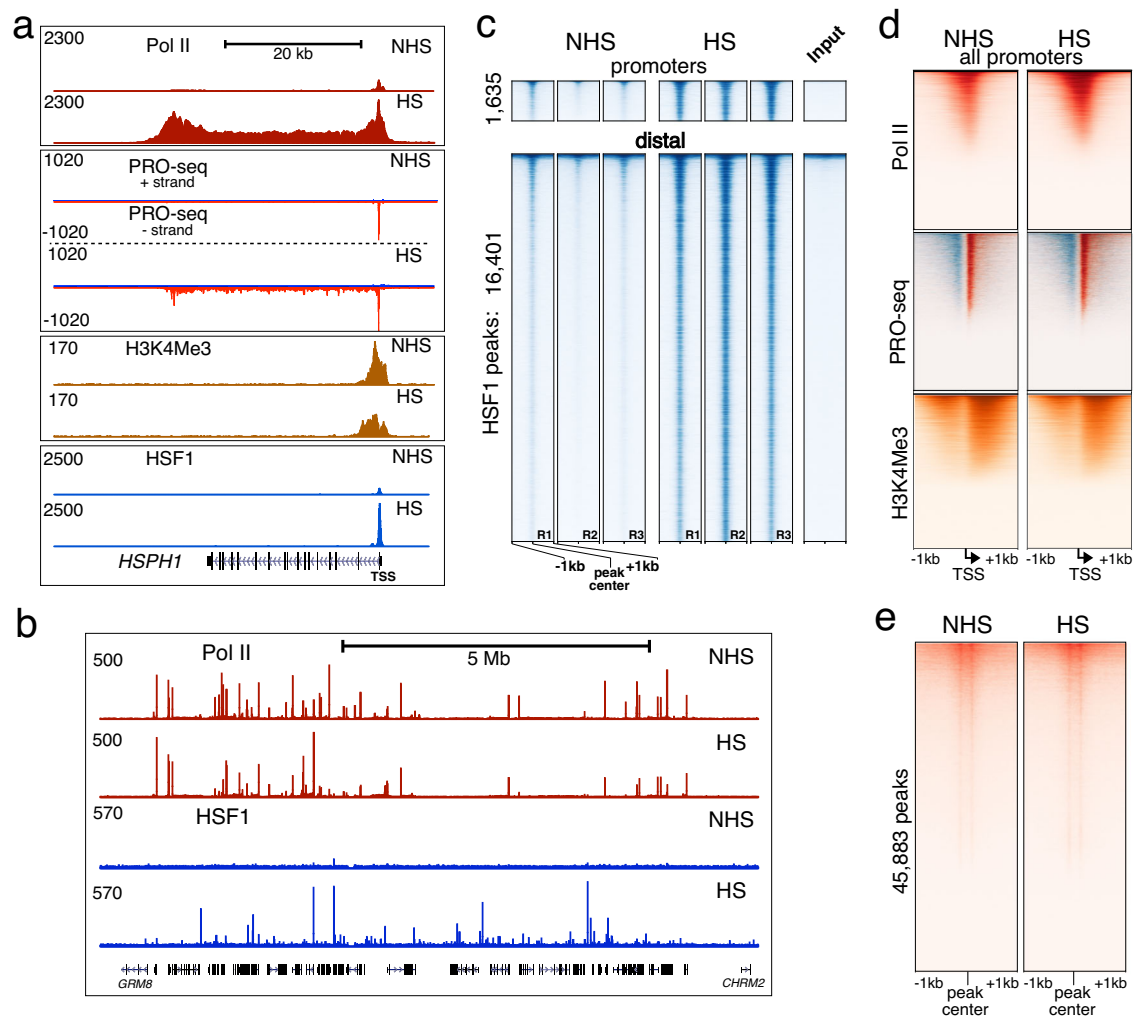 a
2300
Pol II
20 kb
NHS
2300
HS
1020
PRO-seq
+ strand
NHS
PRO-seq
- strand
-1020
1020
HS
-1020
170
H3K4Me3
NHS
170
HS
2500
HSF1
NHS
2500
HS
HSPH1
TSS
b
500
Pol II
5 Mb
NHS
500
HS
570
HSF1
NHS
570
HS
GRM8
CHRM2
c
NHS
HS
Input
promoters
1,635
distal
HSF1 peaks: 16,401
R1
R2
R3
R1
R2
R3
-1kb
peak
center
+1kb
d
NHS
HS
all promoters
Pol II
PRO-seq
H3K4Me3
-1kb
TSS
+1kb
-1kb
TSS
+1kb
e
NHS
HS
45,883 peaks
-1kb
peak
center
+1kb
-1kb
peak
center
+1kb